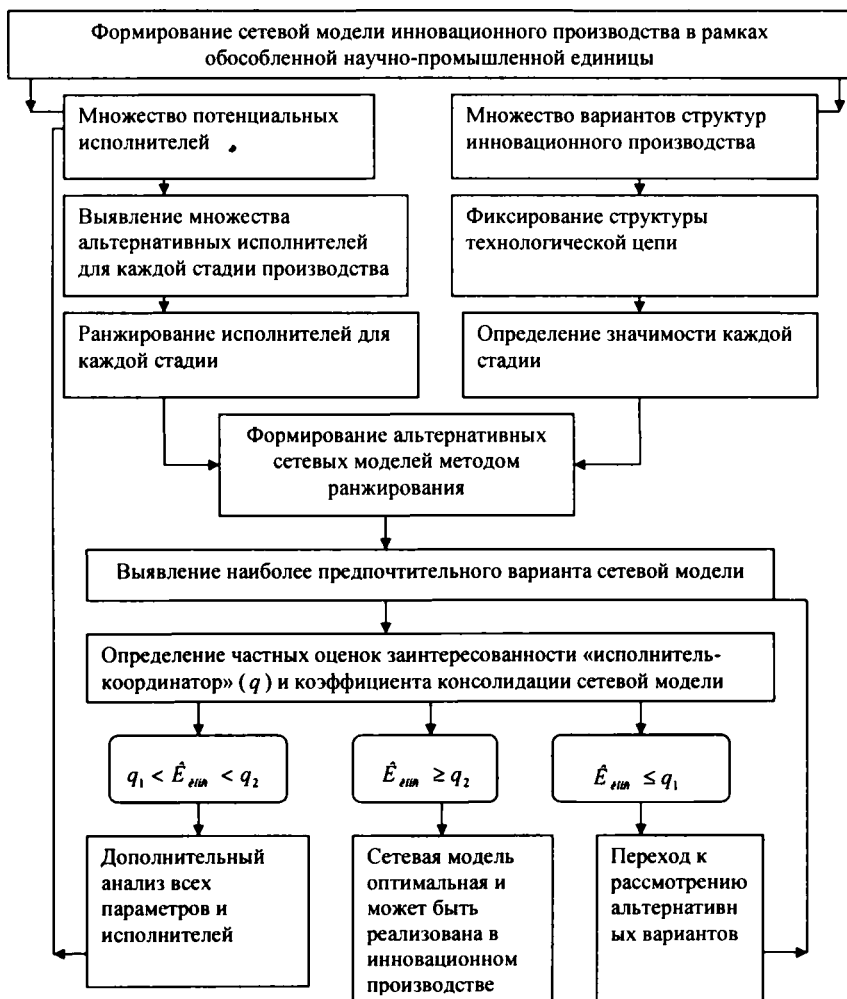 Формирование сетевой модели инновационного производства в рамках
обособленной научно-промышленной единицы
Множество потенциальных
исполнителей
Множество вариантов структур
инновационного производства
Выявление множества
альтернативных исполнителей
для каждой стадии производства
Фиксирование структуры
технологической цепи
Ранжирование исполнителей для
каждой стадии
Определение значимости каждой
стадии
Формирование альтернативных
сетевых моделей методом
ранжирования
Выявление наиболее предпочтительного варианта сетевой модели
Определение частных оценок заинтересованности «исполнитель-
координатор» (q) и коэффициента консолидации сетевой модели
q₁ < Ê < q₂
Ê ≥ q₂
Ê ≤ q₁
Дополнительный
анализ всех
параметров и
исполнителей
Сетевая модель
оптимальная и
может быть
реализована в
инновационном
производстве
Переход к
рассмотрению
альтернативн
ых вариантов